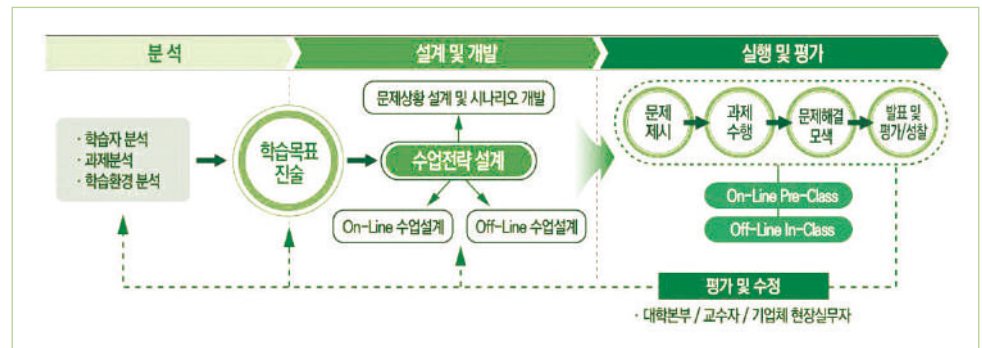 분 석
설계 및 개발
실행 및 평가
· 학습자 분석
· 과제분석
· 학습환경 분석
학습목표
진술
문제상황 설계 및 시나리오 개발
수업전략 설계
On-Line 수업설계
Off-Line 수업설계
문제
제시
과제
수행
문제해결
모색
발표 및
평가/성찰
On-Line Pre-Class
Off-Line In-Class
평가 및 수정
· 대학본부 / 교수자 / 기업체 현장실무자